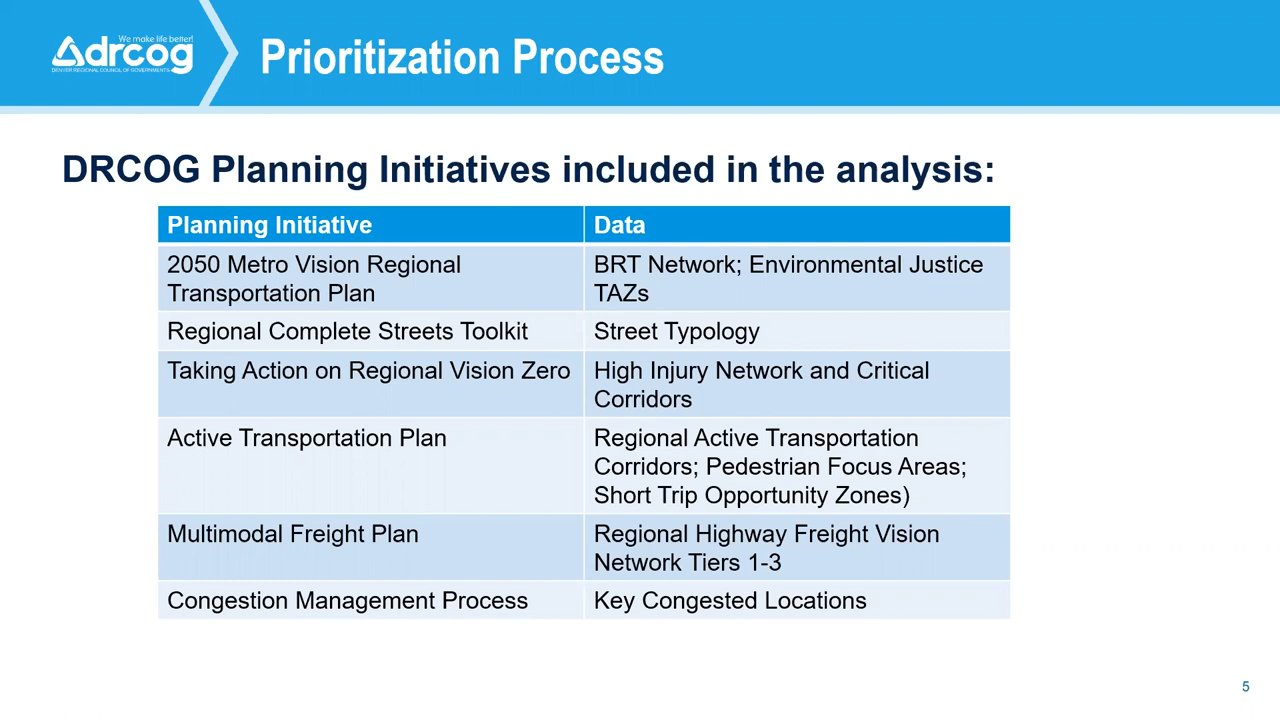 We make life better!
drcog
DENVER REGIONAL COUNCIL OF GOVERNMENTS
Prioritization Process
DRCOG Planning Initiatives included in the analysis:
Planning Initiative
Data
2050 Metro Vision Regional
Transportation Plan
BRT Network; Environmental Justice
TAZs
Regional Complete Streets Toolkit
Street Typology
Taking Action on Regional Vision Zero
High Injury Network and Critical
Corridors
Active Transportation Plan
Regional Active Transportation
Corridors; Pedestrian Focus Areas;
Short Trip Opportunity Zones)
Multimodal Freight Plan
Regional Highway Freight Vision
Network Tiers 1-3
Congestion Management Process
Key Congested Locations
5